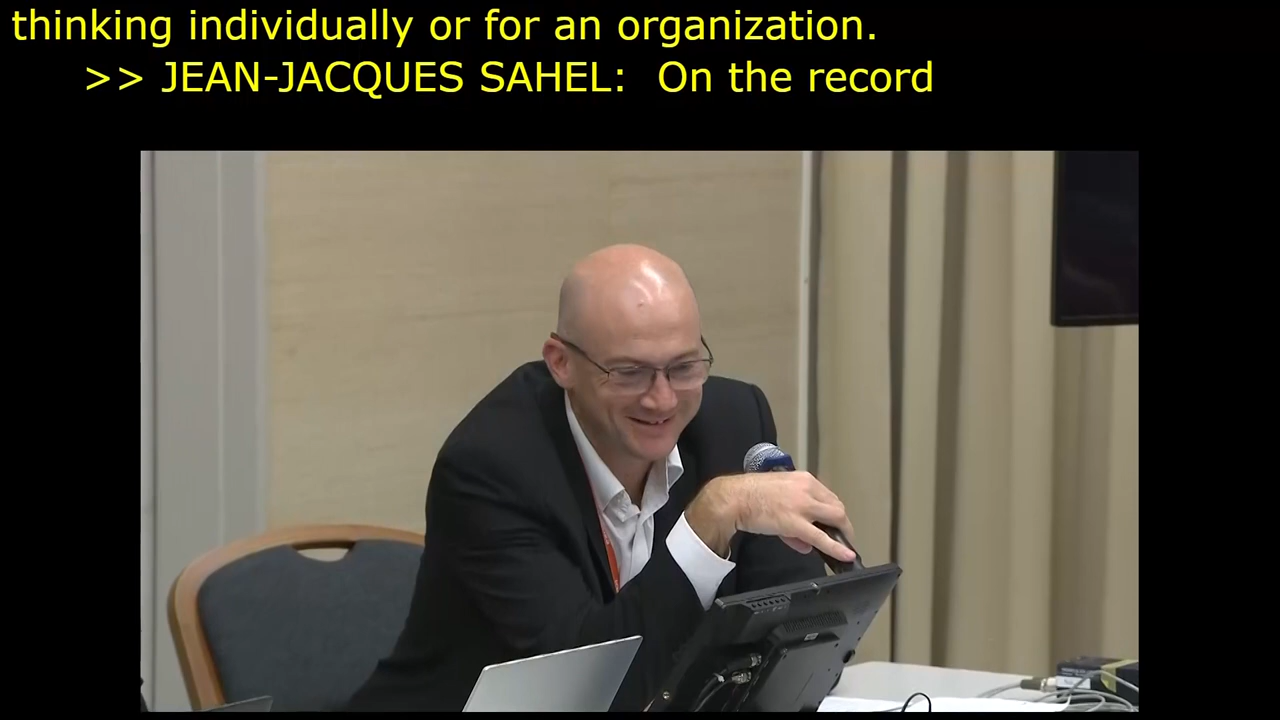 thinking individually or for an organization.
>> JEAN-JACQUES SAHEL:  On the record